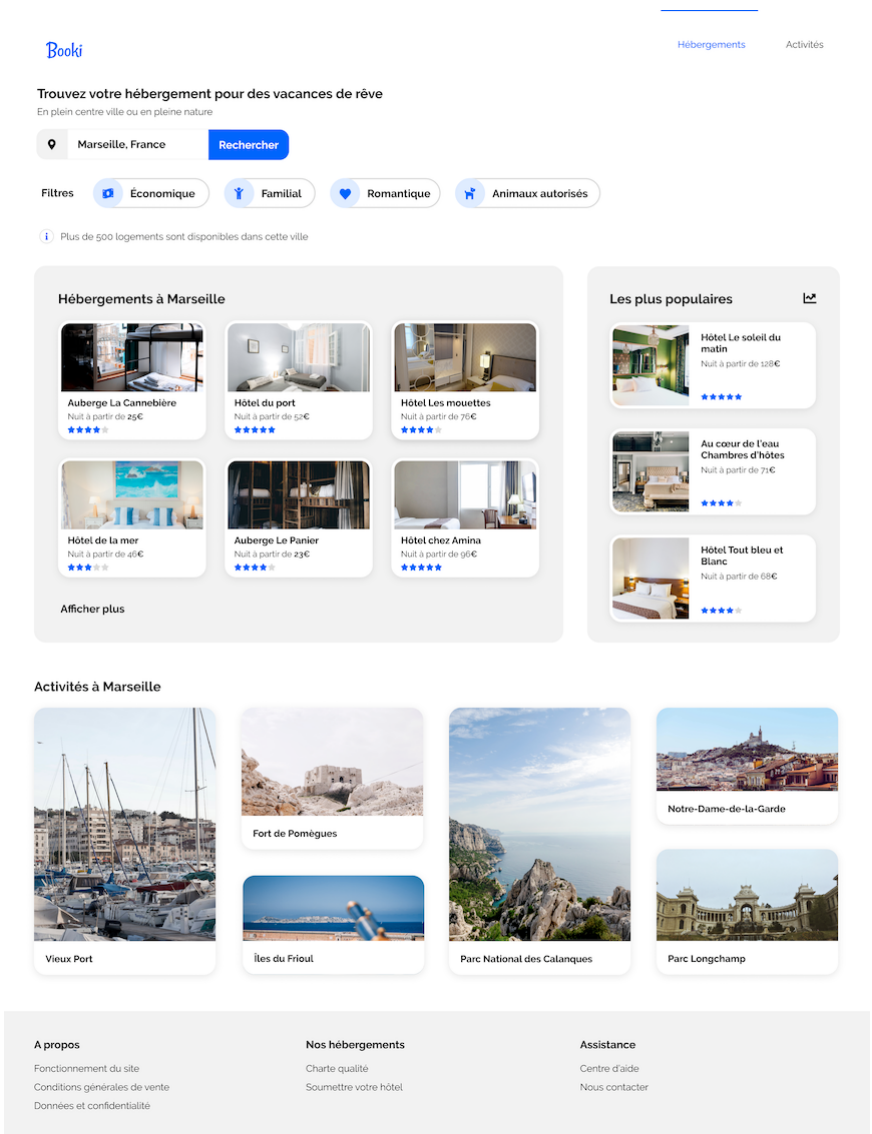 Booki
Hébergements
Activités
Trouvez votre hébergement pour des vacances de rêve
En plein centre ville ou en pleine nature
Marseille, France
Rechercher
Filtres
Économique
Familial
Romantique
Animaux autorisés
Plus de 500 logements sont disponibles dans cette ville
Hébergements à Marseille
Auberge La Cannebière
Nuit à partir de 25€
Hôtel du port
Nuit à partir de 52€
Hôtel Les mouettes
Nuit à partir de 76€
Hôtel de la mer
Nuit à partir de 46€
Auberge Le Panier
Nuit à partir de 23€
Hôtel chez Amina
Nuit à partir de 96€
Afficher plus
Les plus populaires
Hôtel Le soleil du
matin
Nuit à partir de 128€
Au cœur de l'eau
Chambres d'hôtes
Nuit à partir de 71€
Hôtel Tout bleu et
Blanc
Nuit à partir de 68€
Activités à Marseille
Vieux Port
Fort de Pomègues
Îles du Frioul
Parc National des Calanques
Notre-Dame-de-la-Garde
Parc Longchamp
A propos
Fonctionnement du site
Conditions générales de vente
Données et confidentialité
Nos hébergements
Charte qualité
Soumettre votre hôtel
Assistance
Centre d'aide
Nous contacter